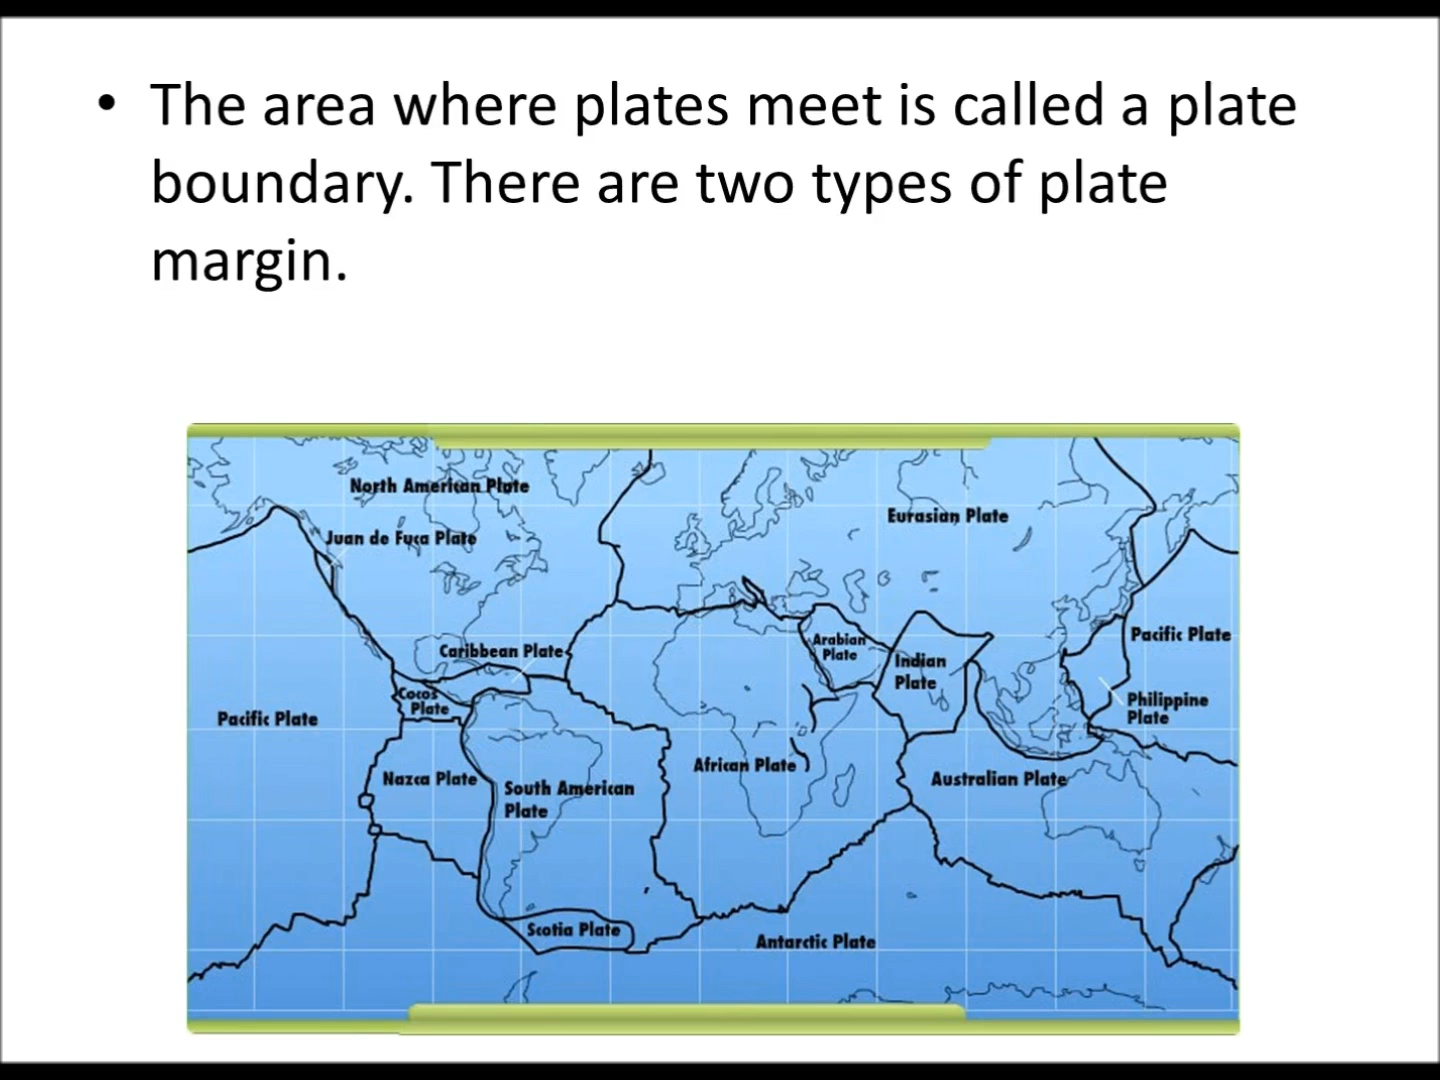 • The area where plates meet is called a plate
boundary. There are two types of plate
margin.
North American Plate
Eurasian Plate
Juan de Fuca Plate
Pacific Plate
Arabian
Plate
Caribbean Plate
Indian
Plate
Cocos
Plate
Philippine
Plate
Pacific Plate
African Plate
Nazca Plate
Australian Plate
South American
Plate
Scotia Plate
Antarctic Plate